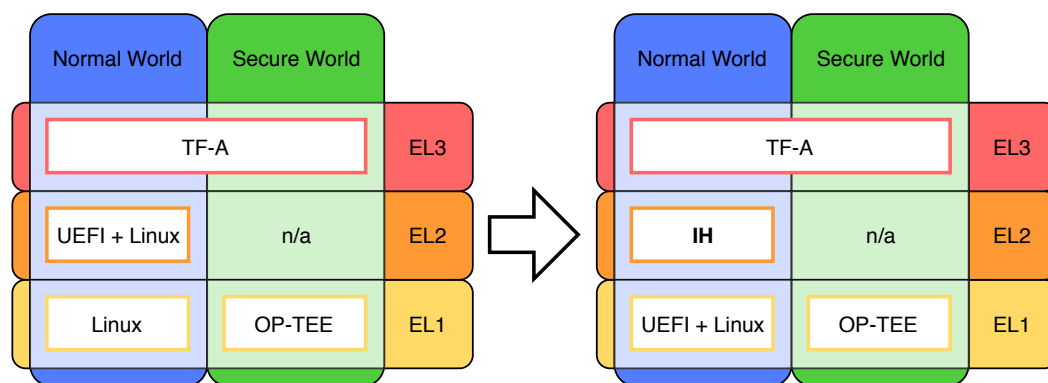 Normal World
Secure World
TF-A
EL3
UEFI + Linux
n/a
EL2
Linux
OP-TEE
EL1
Normal World
Secure World
TF-A
EL3
IH
n/a
EL2
UEFI + Linux
OP-TEE
EL1